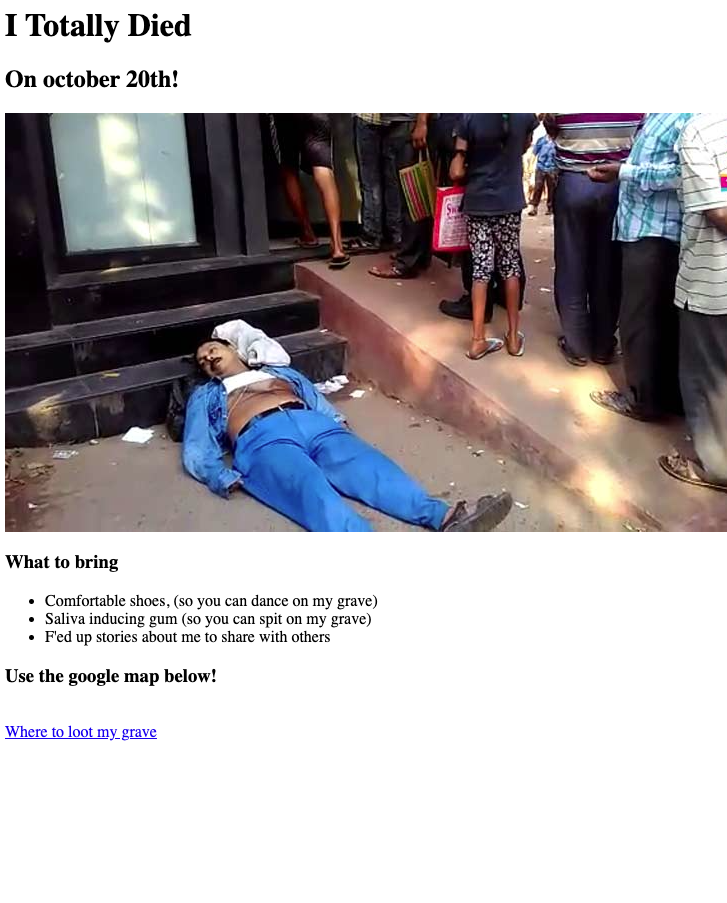 I Totally Died
On october 20th!
What to bring
Comfortable shoes, (so you can dance on my grave)
Saliva inducing gum (so you can spit on my grave)
F'ed up stories about me to share with others
Use the google map below!
Where to loot my grave